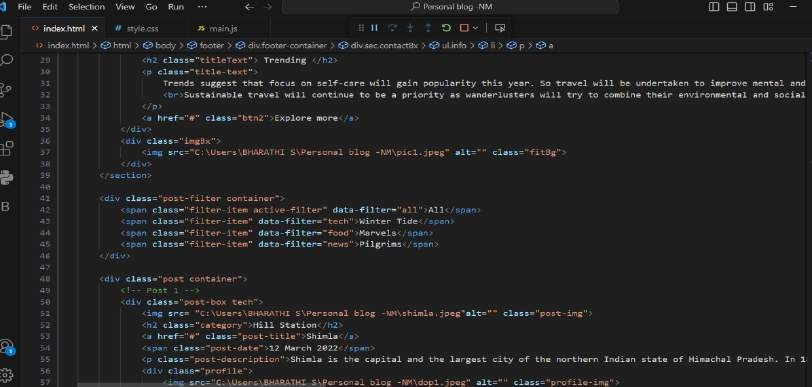 File Edit Selection View Go Run ... Personal blog -NM
index.html style.css main.js
index.html > html > body > footer > div.footer-container > div.sec.contactBx > ul.info > li > p > a
29 <h2 class="titleText"> Trending </h2>
30 <p class="title-text">
31 Trends suggest that focus on self-care will gain popularity this year. So travel will be undertaken to improve mental and
32 <br>Sustainable travel will continue to be a priority as wanderlusters will try to combine their environmental and social
33 </p>
34 <a href="#" class="btn2">Explore more</a>
35 </div>
36 <div class="imgBx">
37 <img src="C:\Users\BHARATHI S\Personal blog -NM\pic1.jpeg" alt="" class="fitBg">
38 </div>
39 </section>
40
41 <div class="post-filter container">
42 <span class="filter-item active-filter" data-filter="all">All</span>
43 <span class="filter-item" data-filter="tech">Winter Tide</span>
44 <span class="filter-item" data-filter="food">Marvels</span>
45 <span class="filter-item" data-filter="news">Pilgrims</span>
46 </div>
47
48 <div class="post container">
49 <!-- Post 1 -->
50 <div class="post-box tech">
51 <img src= "C:\Users\BHARATHI S\Personal blog -NM\shimla.jpeg"alt="" class="post-img">
52 <h2 class="category">Hill Station</h2>
53 <a href="#" class="post-title">Shimla</a>
54 <span class="post-date">12 March 2022</span>
55 <p class="post-description">Shimla is the capital and the largest city of the northern Indian state of Himachal Pradesh. In 1
56 <div class="profile">
57 <img src="C:\Users\BHARATHI S\Personal blog -NM\dop1.jpeg" alt="" class="profile-img">